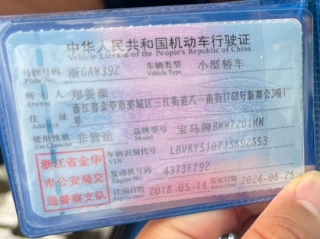 中华人民共和国机动车行驶证
Vehicle License of the People's Republic of China
号牌号码 浙GAW392 车辆类型 小型轿车
Plate No. Vehicle Type
所有人
Owner
住址 浙江省金华市婺城区三江街道八一南街
使用性质 非营运 品牌型号 宝马牌BMW7201MM
Use Character Model
浙江省金华市公安局交通警察支队
车辆识别代号
VIN
发动机号码 4373E292
Engine No.
注册日期 2018-05-14 发证日期 2024-06-25